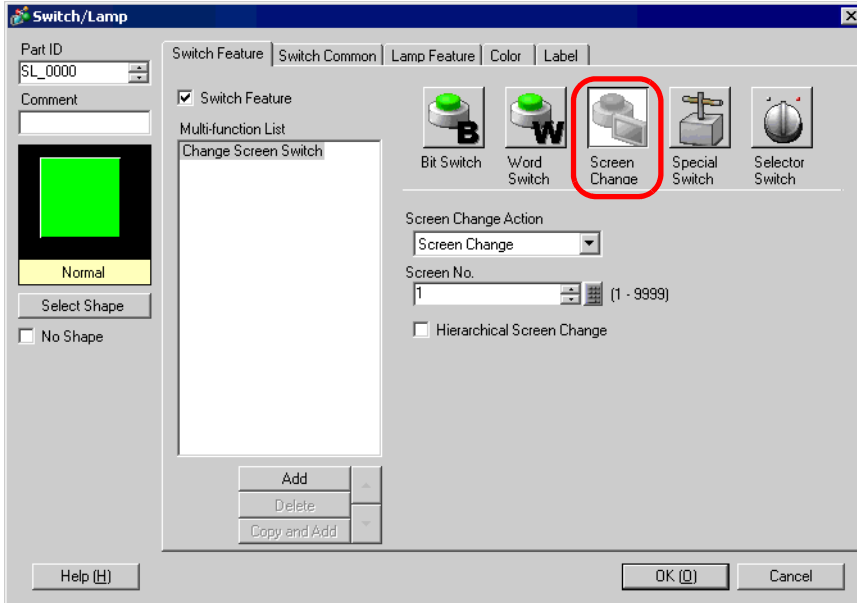 Switch/Lamp
Part ID
SL_0000
Comment
Normal
Select Shape
No Shape
Switch Feature
Switch Common
Lamp Feature
Color
Label
Switch Feature
Multi-function List
Change Screen Switch
Add
Delete
Copy and Add
B
Bit Switch
W
Word
Switch
Screen
Change
Special
Switch
Selector
Switch
Screen Change Action
Screen Change
Screen No.
1
(1 - 9999)
Hierarchical Screen Change
Help (H)
OK (O)
Cancel